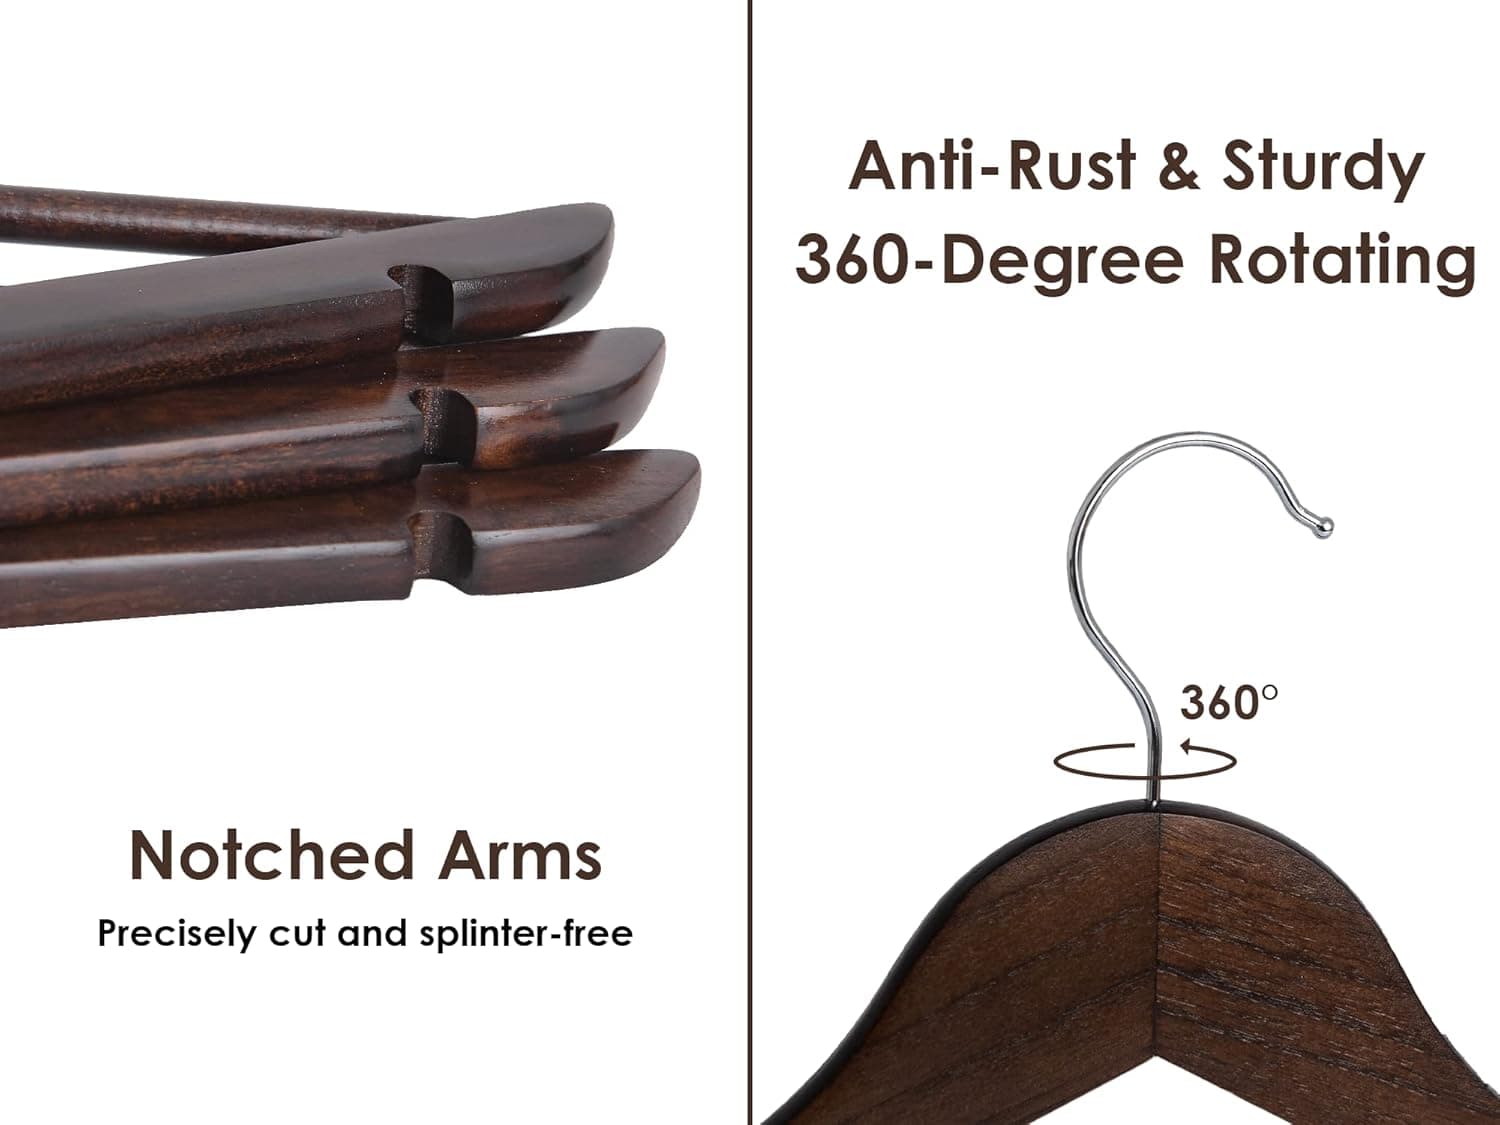 Notched Arms
Precisely cut and splinter-free
Anti-Rust & Sturdy
360-Degree Rotating
360°